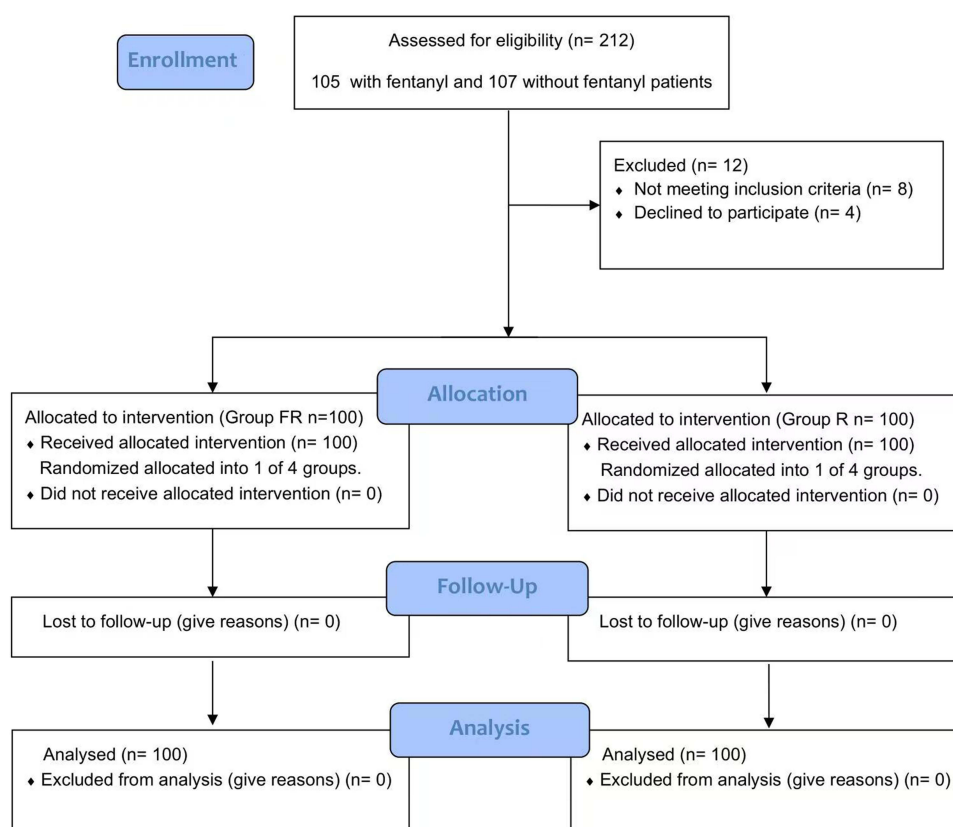 Enrollment
Assessed for eligibility (n= 212)
105 with fentanyl and 107 without fentanyl patients
Excluded (n= 12)
♦ Not meeting inclusion criteria (n= 8)
♦ Declined to participate (n= 4)
Allocation
Allocated to intervention (Group FR n=100)
♦ Received allocated intervention (n= 100)
Randomized allocated into 1 of 4 groups.
♦ Did not receive allocated intervention (n= 0)
Allocated to intervention (Group R n= 100)
♦ Received allocated intervention (n= 100)
Randomized allocated into 1 of 4 groups.
♦ Did not receive allocated intervention (n= 0)
Follow-Up
Lost to follow-up (give reasons) (n= 0)
Lost to follow-up (give reasons) (n= 0)
Analysis
Analysed (n= 100)
♦ Excluded from analysis (give reasons) (n= 0)
Analysed (n= 100)
♦ Excluded from analysis (give reasons) (n= 0)